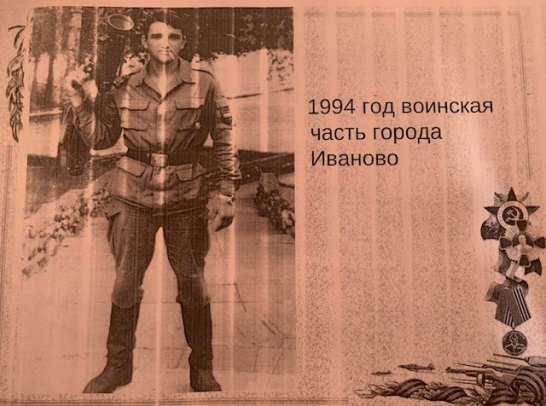 1994 год воинская
часть города
Иваново